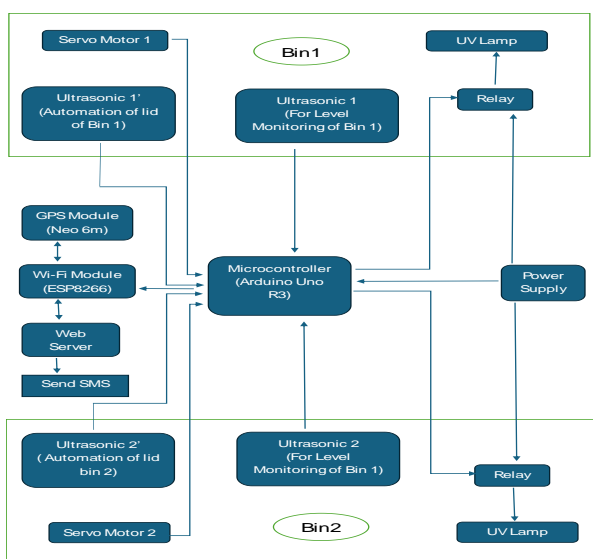 Servo Motor 1
Bin1
UV Lamp
Ultrasonic 1'
(Automation of lid
of Bin 1)
Ultrasonic 1
(For Level
Monitoring of Bin 1)
Relay
GPS Module
(Neo 6m)
Wi-Fi Module
(ESP8266)
Web
Server
Send SMS
Microcontroller
(Arduino Uno
R3)
Power
Supply
Ultrasonic 2'
( Automation of lid
bin 2)
Ultrasonic 2
(For Level
Monitoring of Bin 1)
Relay
Servo Motor 2
Bin2
UV Lamp